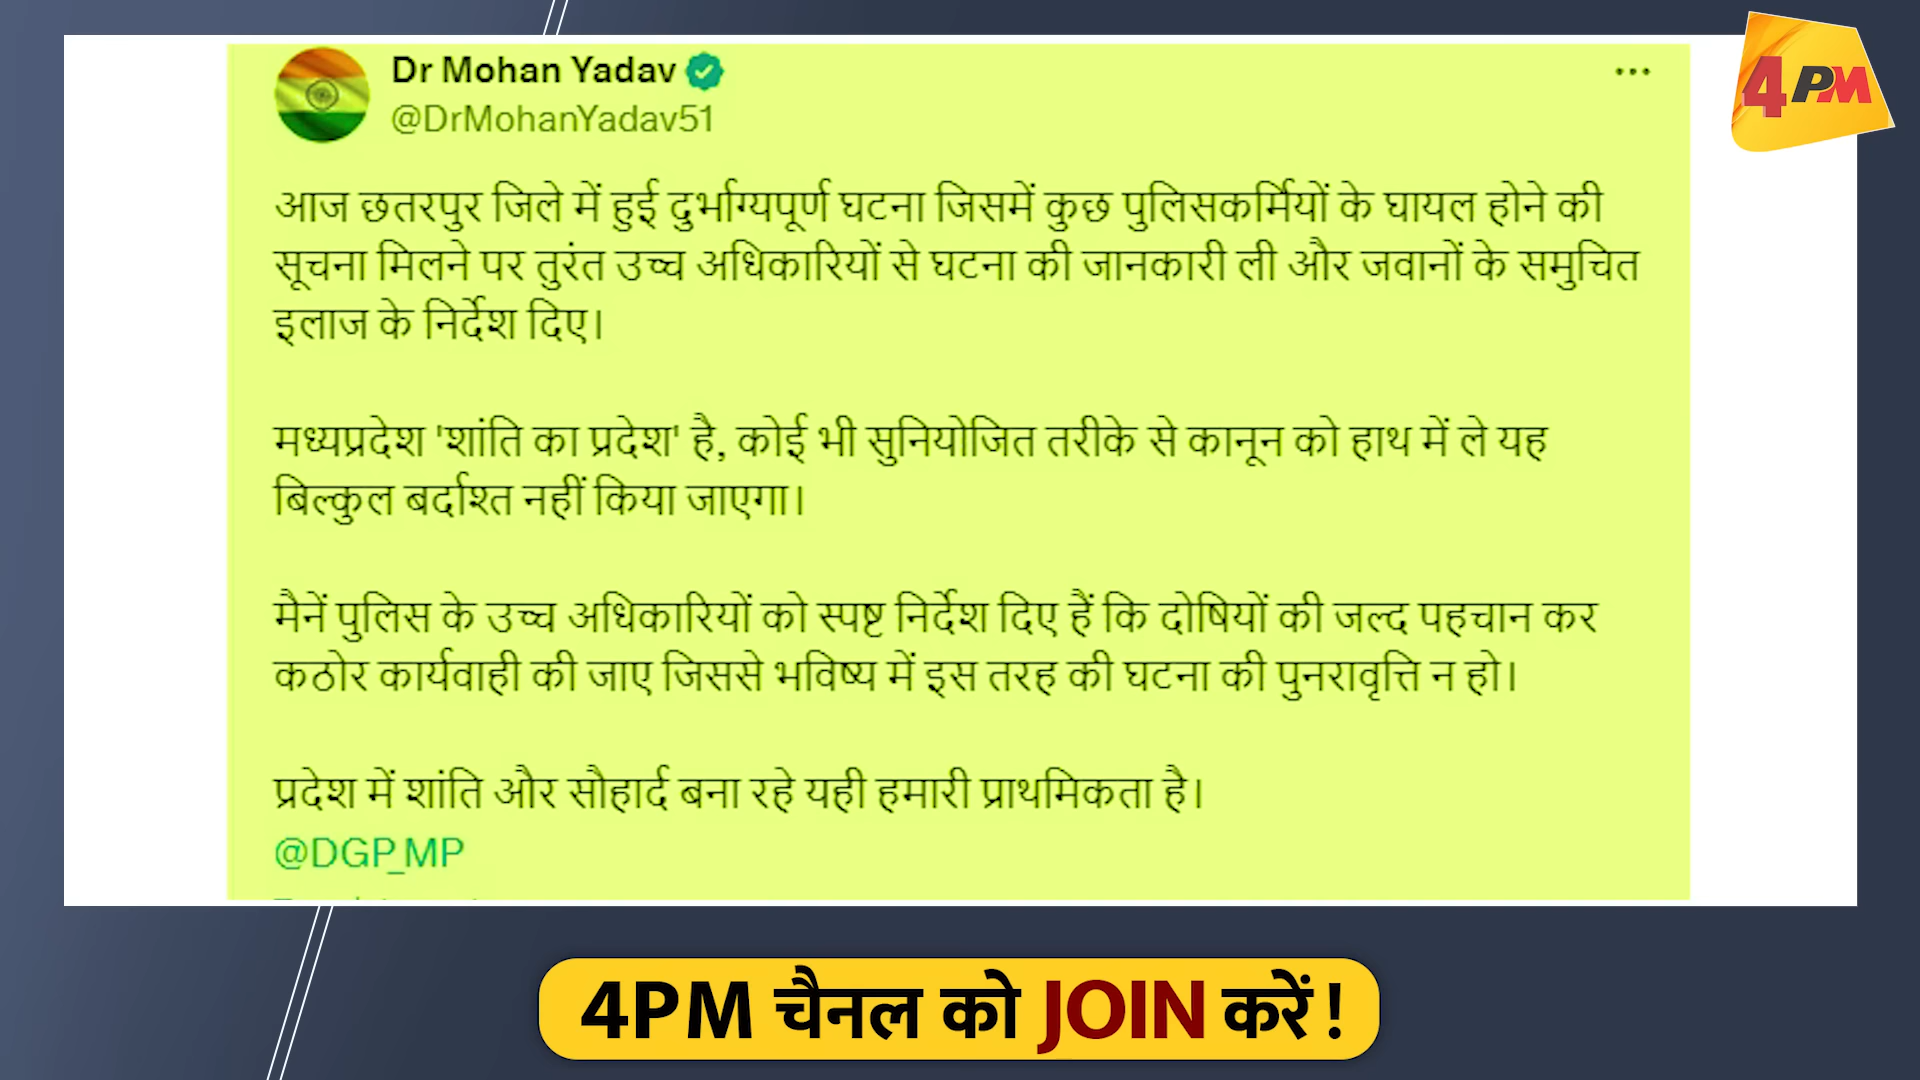 Dr Mohan Yadav
@DrMohanYadav51
4PM
आज छतरपुर जिले में हुई दुर्भाग्यपूर्ण घटना जिसमें कुछ पुलिसकर्मियों के घायल होने की
सूचना मिलने पर तुरंत उच्च अधिकारियों से घटना की जानकारी ली और जवानों के समुचित
इलाज के निर्देश दिए।
मध्यप्रदेश 'शांति का प्रदेश' है, कोई भी सुनियोजित तरीके से कानून को हाथ में ले यह
बिल्कुल बर्दाश्त नहीं किया जाएगा।
मैनें पुलिस के उच्च अधिकारियों को स्पष्ट निर्देश दिए हैं कि दोषियों की जल्द पहचान कर
कठोर कार्यवाही की जाए जिससे भविष्य में इस तरह की घटना की पुनरावृत्ति न हो।
प्रदेश में शांति और सौहार्द बना रहे यही हमारी प्राथमिकता है।
@DGP_MP
4PM चैनल को JOIN करें!